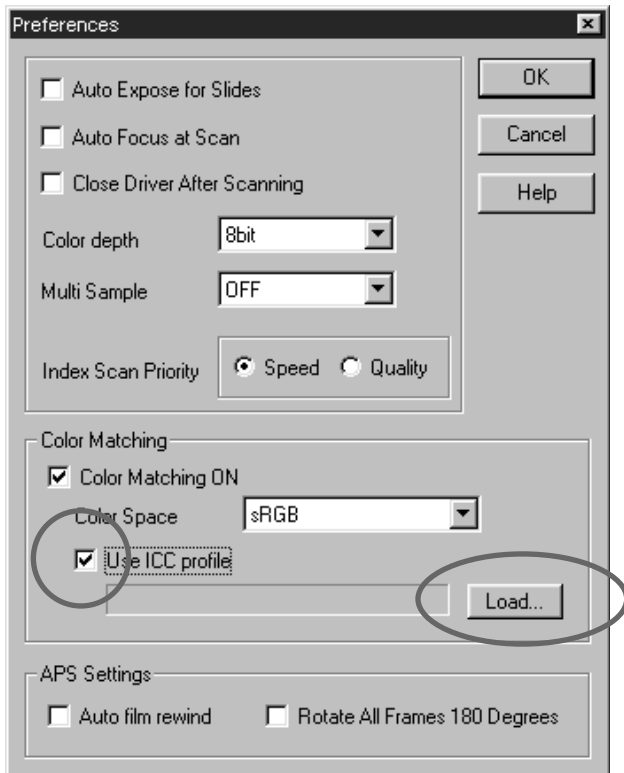 Preferences
Auto Expose for Slides
OK
Auto Focus at Scan
Cancel
Close Driver After Scanning
Help
Color depth 8bit
Multi Sample OFF
Index Scan Priority Speed Quality
Color Matching
Color Matching ON
Color Space sRGB
Use ICC profile
Load...
APS Settings
Auto film rewind Rotate All Frames 180 Degrees